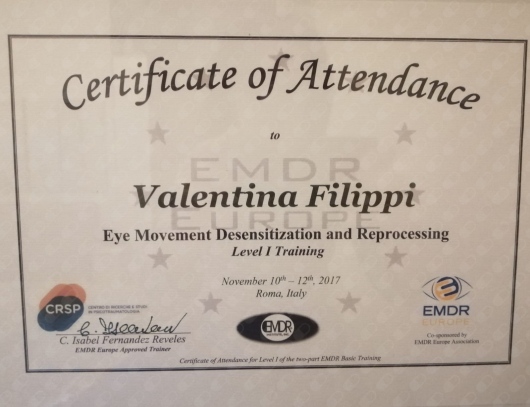 Certificate of Attendance
to
EMDR
Valentina Filippi
EUROPE
Eye Movement Desensitization and Reprocessing
Level I Training
November 10th – 12th, 2017
Roma, Italy
CRSP
C. Isabel Fernandez Reveles
EMDR Europe Approved Trainer
EMDR
EMDR
EUROPE
Co-sponsored by
EMDR Europe Association
Certificate of Attendance for Level I of the two-part EMDR Basic Training